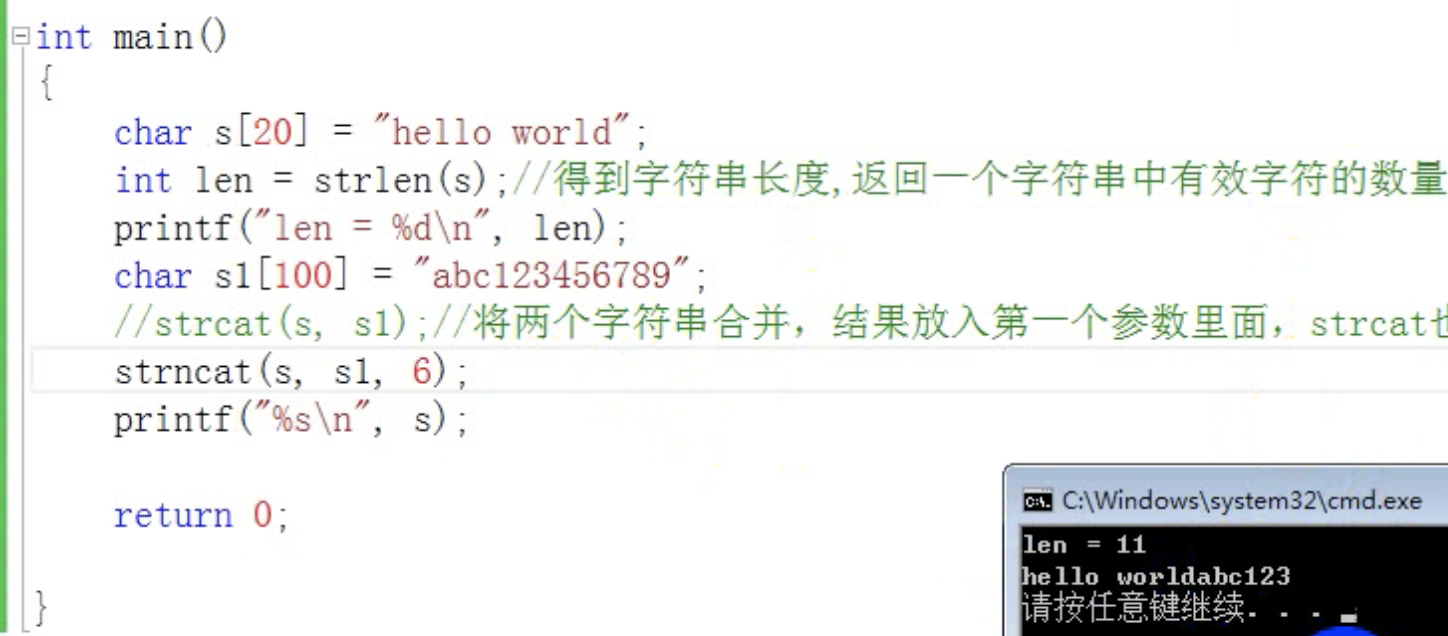 int main()
{
char s[20] = "hello world";
int len = strlen(s);//得到字符串长度,返回一个字符串中有效字符的数量
printf("len = %d\n", len);
char s1[100] = "abc123456789";
//strcat(s, s1);//将两个字符串合并，结果放入第一个参数里面，strcat也
strncat(s, s1, 6);
printf("%s\n", s);
return 0;
}
C:\Windows\system32\cmd.exe
len = 11
hello worldabc123
请按任意键继续. . .